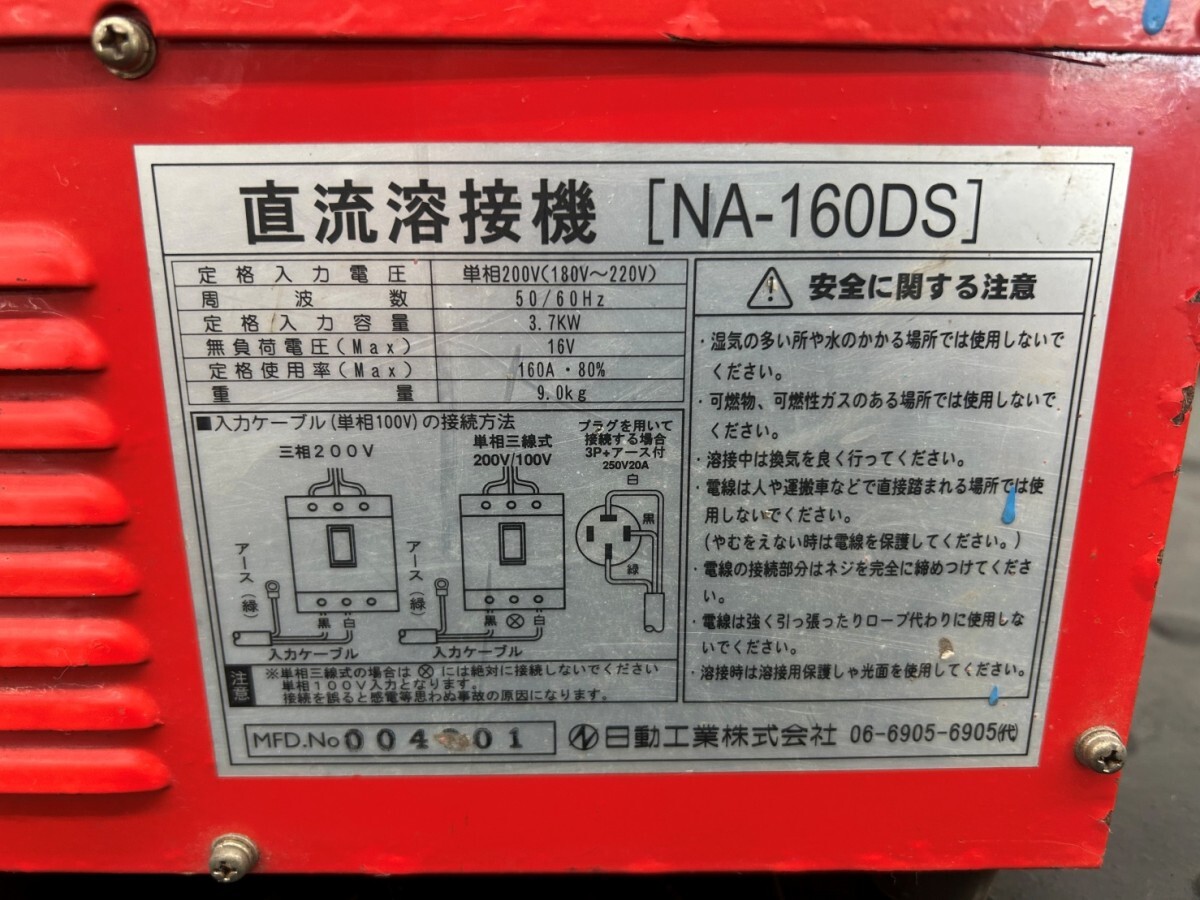 直流溶接機 [NA-160DS]
定格入力電圧 単相200V(180V～220V)
周波数 50/60Hz
定格入力容量 3.7KW
無負荷電圧(Max) 16V
定格使用率(Max) 160A・80%
重量 9.0kg
■入力ケーブル(単相100V)の接続方法
三相200V
単相三線式
200V/100V
プラグを用いて
接続する場合
3P+アース付
250V20A
白
黒
緑
アース(緑)
黒 白
入力ケーブル
アース(緑)
黒 ⊗ 白
入力ケーブル
注意
※単相三線式の場合は⊗には絶対に接続しないでください
単相100V入力となります。
接続を誤ると感電等思わぬ事故の原因になります。
⚠ 安全に関する注意
・湿気の多い所や水のかかる場所では使用しないで
ください。
・可燃物、可燃性ガスのある場所では使用しないで
ください。
・溶接中は換気を良く行ってください。
・電線は人や運搬車などで直接踏まれる場所では使
用しないでください。
(やむをえない時は電線を保護してください。)
・電線の接続部分はネジを完全に締めつけてくださ
い。
・電線は強く引っ張ったりロープ代わりに使用しな
いでください。
・溶接時は溶接用保護しゃ光面を使用してください。
MFD.No
日動工業株式会社 06-6905-6905(代)